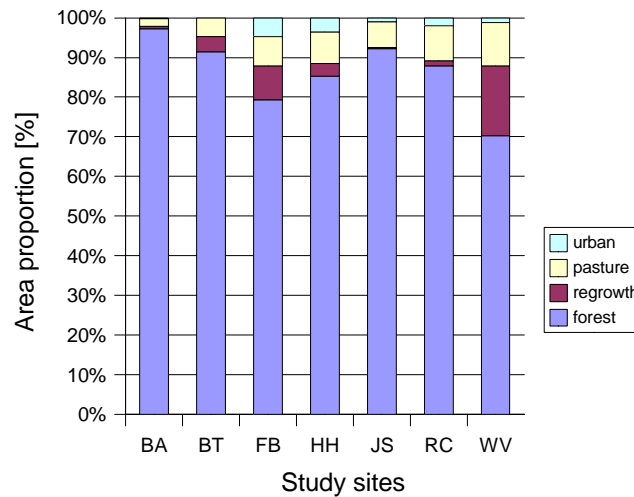 Area proportion [%]
100%
90%
80%
70%
60%
50%
40%
30%
20%
10%
0%
BA BT FB HH JS RC WV
Study sites
urban
pasture
regrowth
forest